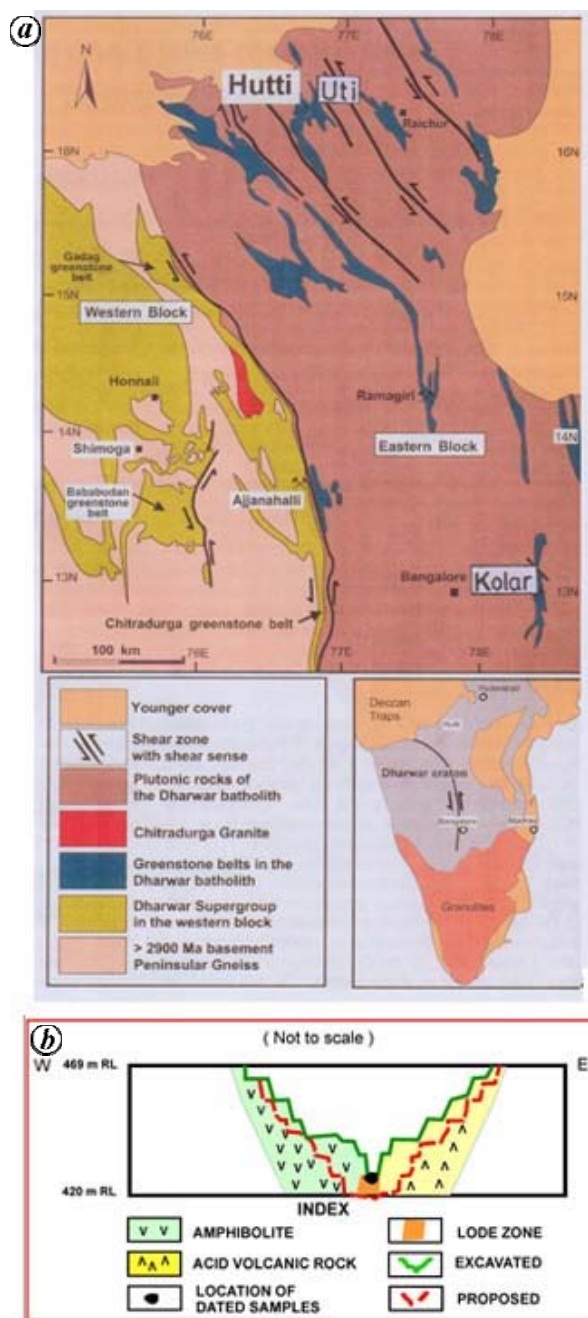 a
76E 77E 78E
N
Hutti Uti
Raichur
16N 16N
Gadag
greenstone
belt
15N 15N
Western Block
Honnali
Ramagiri
14N 14N
Eastern Block
Shimoga
Ajjanahalli
Bababudan
greenstone
belt
Bangalore Kolar
13N 13N
Chitradurga greenstone belt
100 km
76E 77E 78E
Younger cover
Shear zone
with shear sense
Plutonic rocks of
the Dharwar batholith
Chitradurga Granite
Greenstone belts in the
Dharwar batholith
Dharwar Supergroup
in the western block
> 2900 Ma basement
Peninsular Gneiss
Hyderabad
Deccan
Traps
Hutti
Dharwar craton
Bangalore Madras
Granulites
b
( Not to scale )
W 469 m RL E
420 m RL
INDEX
AMPHIBOLITE LODE ZONE
ACID VOLCANIC ROCK EXCAVATED
LOCATION OF
DATED SAMPLES PROPOSED